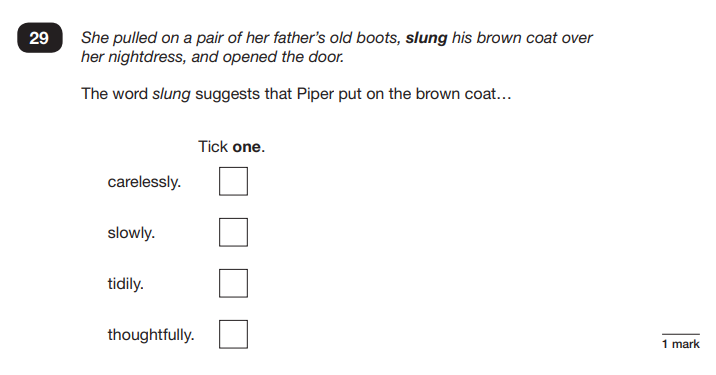 29
She pulled on a pair of her father’s old boots, slung his brown coat over
her nightdress, and opened the door.
The word slung suggests that Piper put on the brown coat…
Tick one.
carelessly.
slowly.
tidily.
thoughtfully.
1 mark